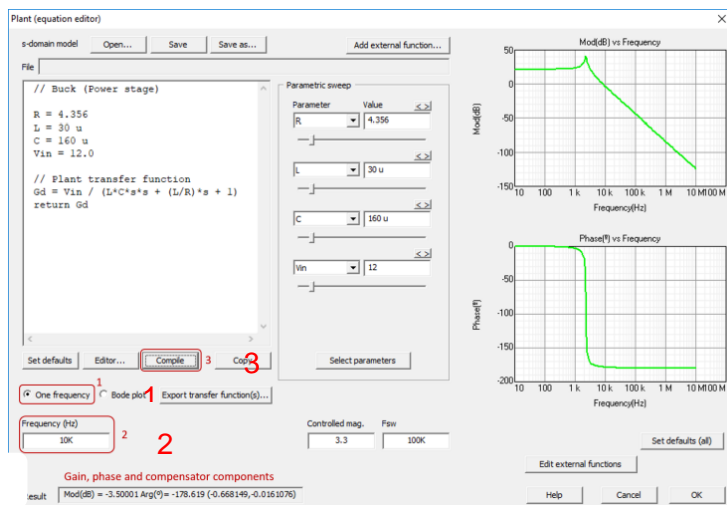 Plant (equation editor)
s-domain model Open... Save Save as... Add external function...
File
// Buck (Power stage)
R = 4.356
L = 30 u
C = 160 u
Vin = 12.0
// Plant transfer function
Gd = Vin / (L*C*s*s + (L/R)*s + 1)
return Gd
Parametric sweep
Parameter Value < >
R 4.356
< >
L 30 u
< >
C 160 u
< >
Vin 12
Set defaults Editor... Compile 3 Copy... 3
Select parameters
One frequency 1 Bode plot 1 Export transfer function(s)...
Frequency (Hz)
10K 2 2
Controlled mag. Fsw
3.3 100K
Set defaults (all)
Edit external functions
Gain, phase and compensator components
Result Mod(dB) = -3.50001 Arg(º)= -178.619 (-0.668149,-0.0161076)
Help Cancel OK
Mod(dB) vs Frequency
Mod(dB)
50
0
-50
-100
-150
10 100 1 k 10 k 100 k 1 M 10 M 100 M
Frequency(Hz)
Phase(º) vs Frequency
Phase(º)
0
-50
-100
-150
-200
10 100 1 k 10 k 100 k 1 M 10 M 100 M
Frequency(Hz)